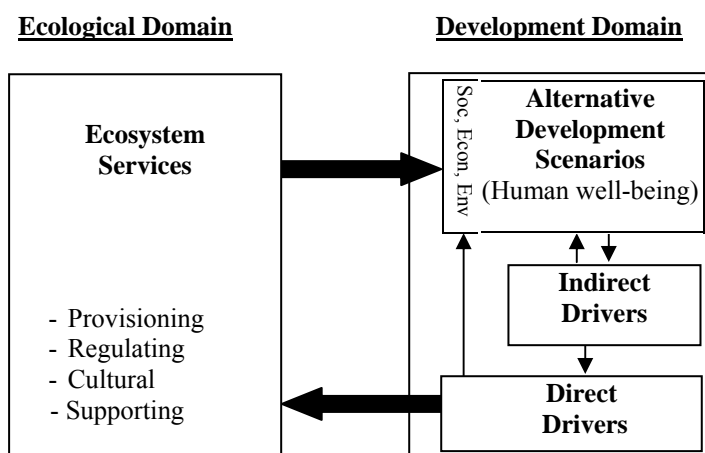 Ecological Domain
Development Domain
Ecosystem
Services
- Provisioning
- Regulating
- Cultural
- Supporting
Soc, Econ, Env
Alternative
Development
Scenarios
(Human well-being)
Indirect
Drivers
Direct
Drivers